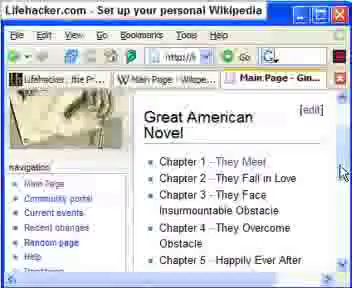 Lifehacker.com - Set up your personal Wikipedia
File Edit View Go Bookmarks Tools Help
Go
Lifehacker, the Pr... Main Page - Wikipe... Main Page - Gin...
Great American [edit]
Novel
Chapter 1 - They Meet
Chapter 2 - They Fall in Love
Chapter 3 - They Face
Insurmountable Obstacle
Chapter 4 - They Overcome
Obstacle
Chapter 5 - Happily Ever After
navigation
Main Page
Community portal
Current events
Recent changes
Random page
Help